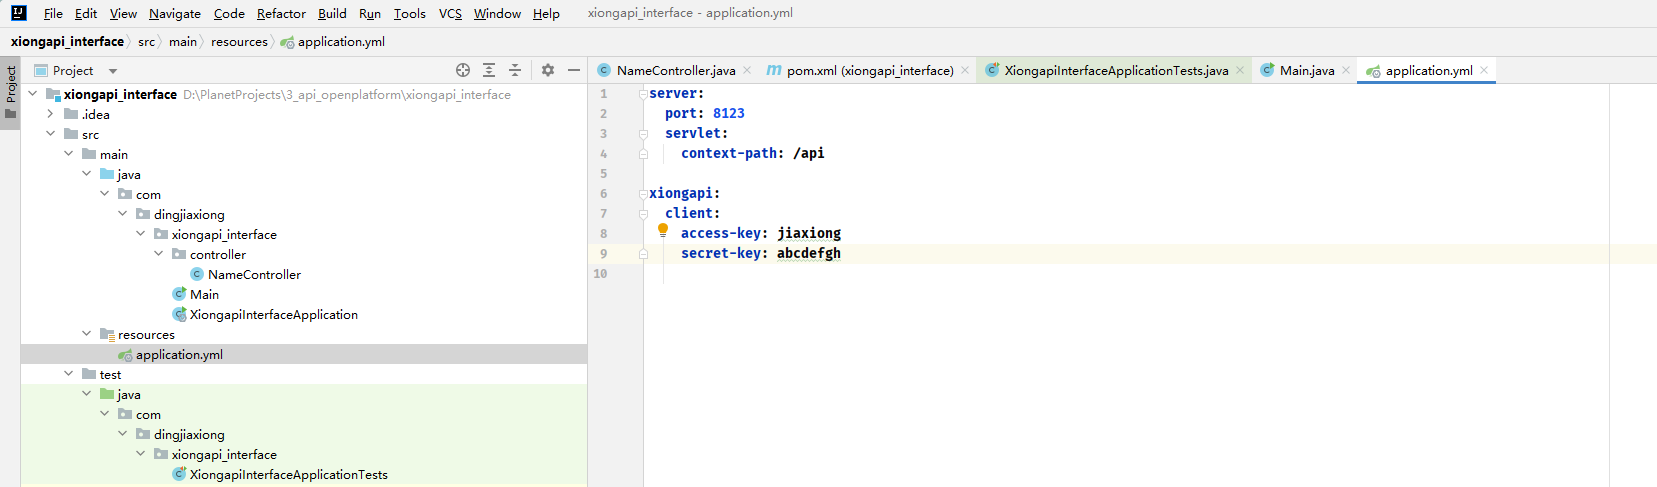 File Edit View Navigate Code Refactor Build Run Tools VCS Window Help xiongapi_interface - application.yml
xiongapi_interface src main resources application.yml
Project
Project
xiongapi_interface D:\PlanetProjects\3_api_openplatform\xiongapi_interface
.idea
src
main
java
com
dingjiaxiong
xiongapi_interface
controller
NameController
Main
XiongapiInterfaceApplication
resources
application.yml
test
java
com
dingjiaxiong
xiongapi_interface
XiongapiInterfaceApplicationTests
NameController.java pom.xml (xiongapi_interface) XiongapiInterfaceApplicationTests.java Main.java application.yml
1 server:
2 port: 8123
3 servlet:
4 context-path: /api
5
6 xiongapi:
7 client:
8 access-key: jiaxiong
9 secret-key: abcdefgh
10